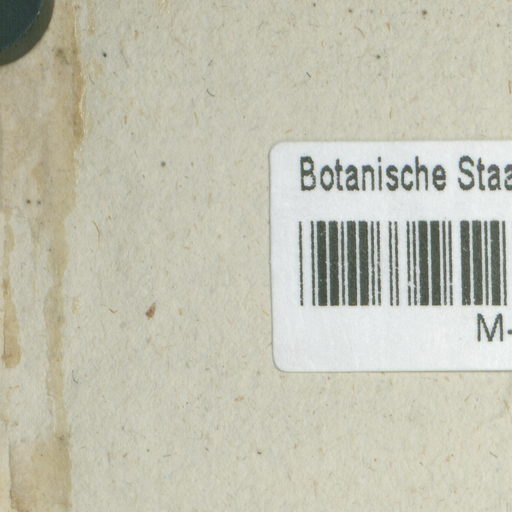 Botanische Staa
M-